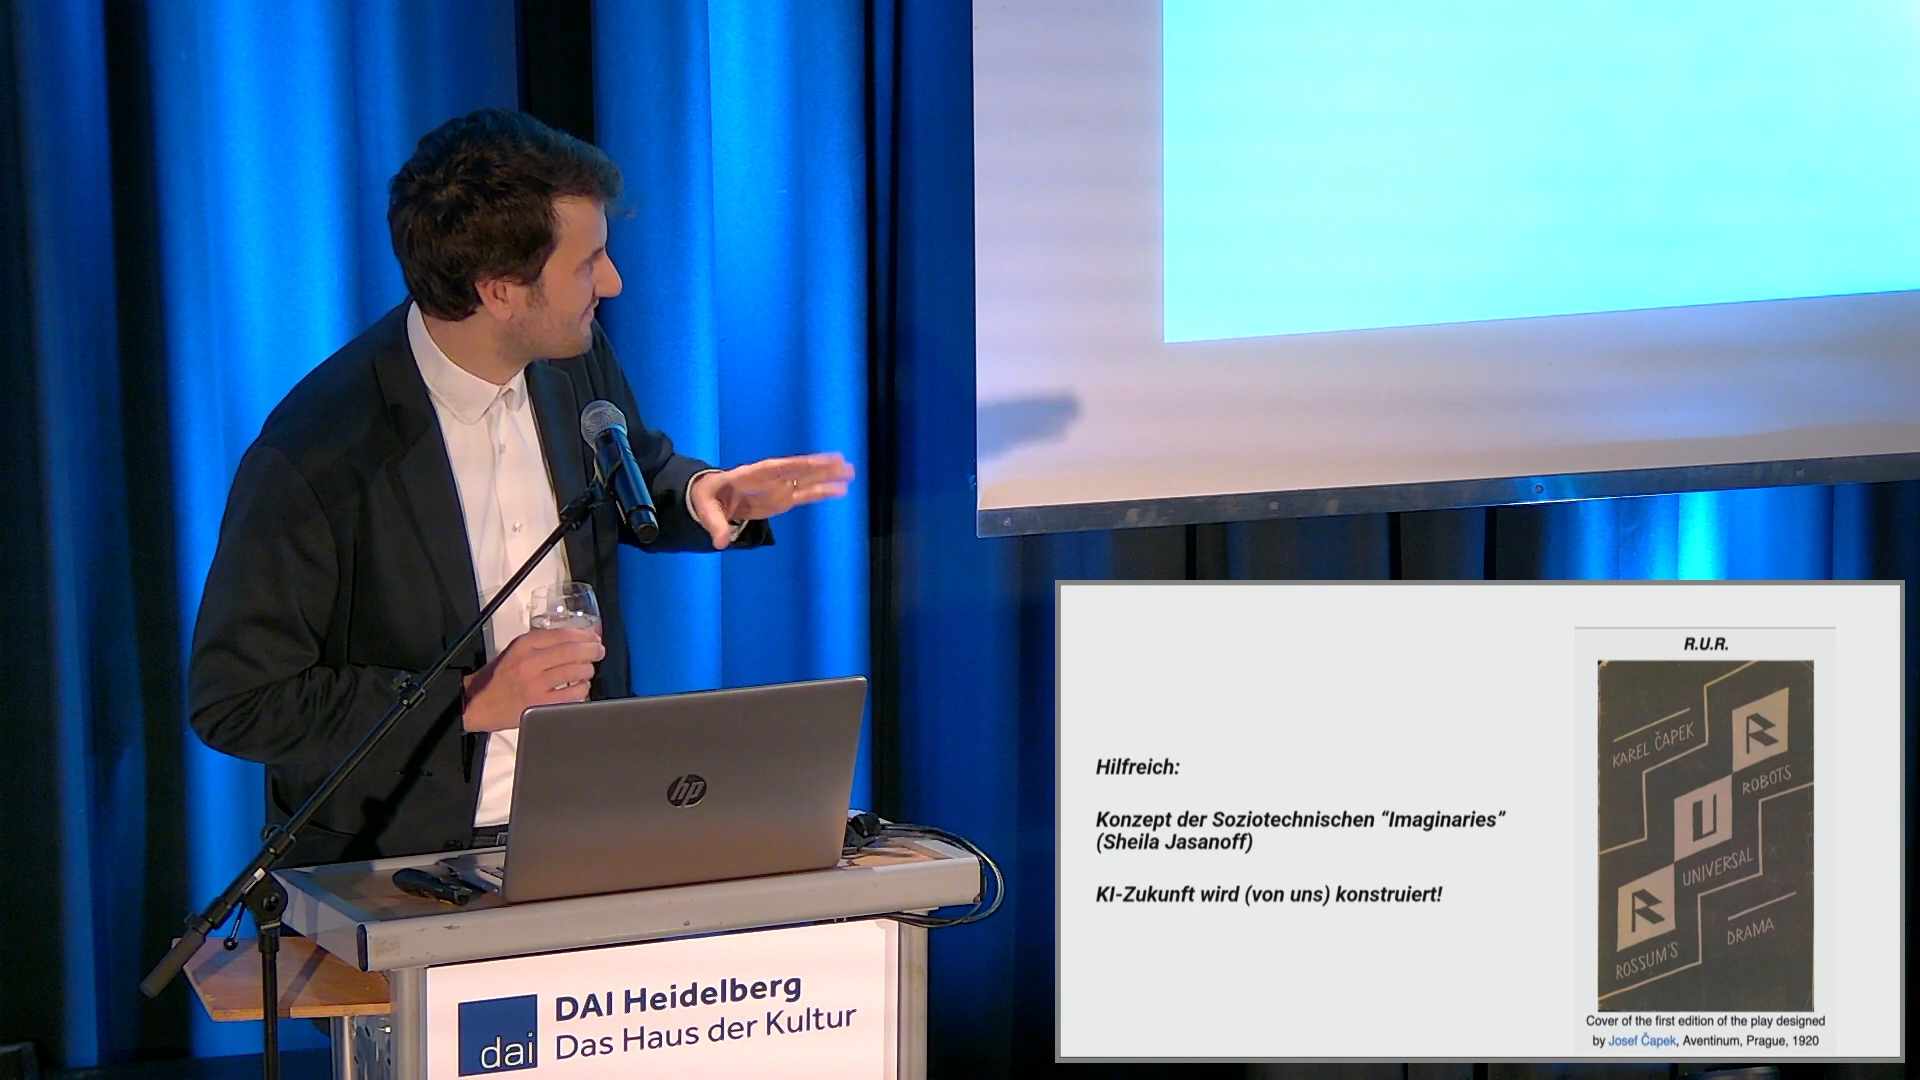 hp
dai
DAI Heidelberg
Das Haus der Kultur
Hilfreich:
Konzept der Soziotechnischen “Imaginaries”
(Sheila Jasanoff)
KI-Zukunft wird (von uns) konstruiert!
R.U.R.
KAREL ČAPEK
R
ROBOTS
U
UNIVERSAL
R
ROSSUM'S
DRAMA
Cover of the first edition of the play designed
by Josef Čapek, Aventinum, Prague, 1920